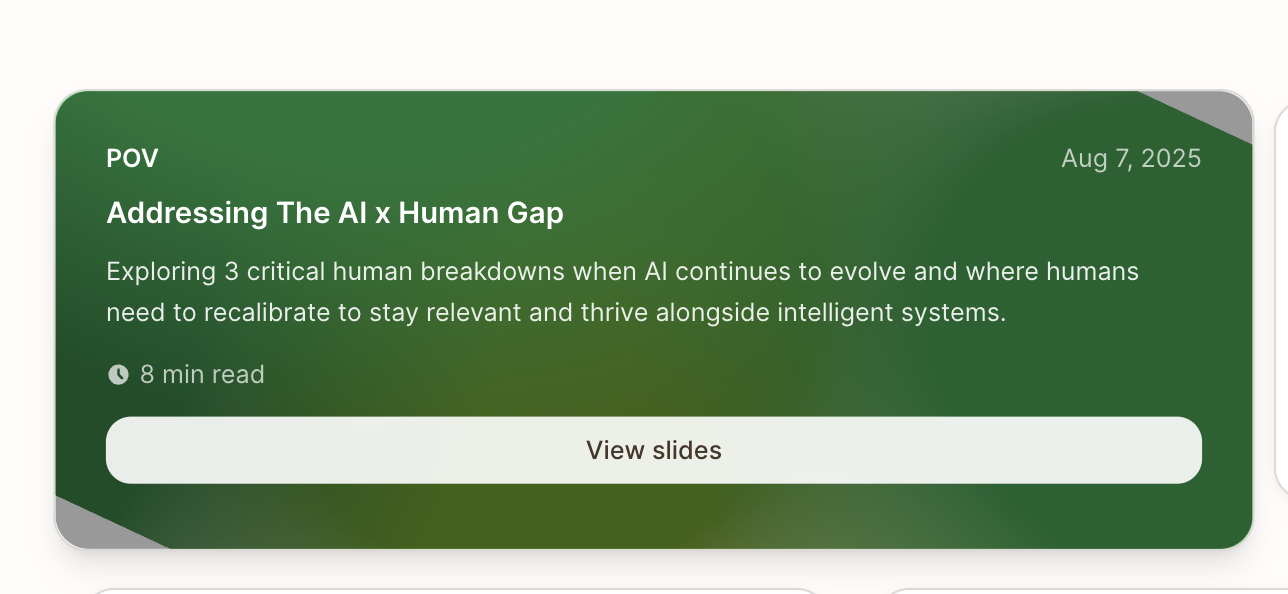 POV
Aug 7, 2025
Addressing The AI x Human Gap
Exploring 3 critical human breakdowns when AI continues to evolve and where humans
need to recalibrate to stay relevant and thrive alongside intelligent systems.
8 min read
View slides